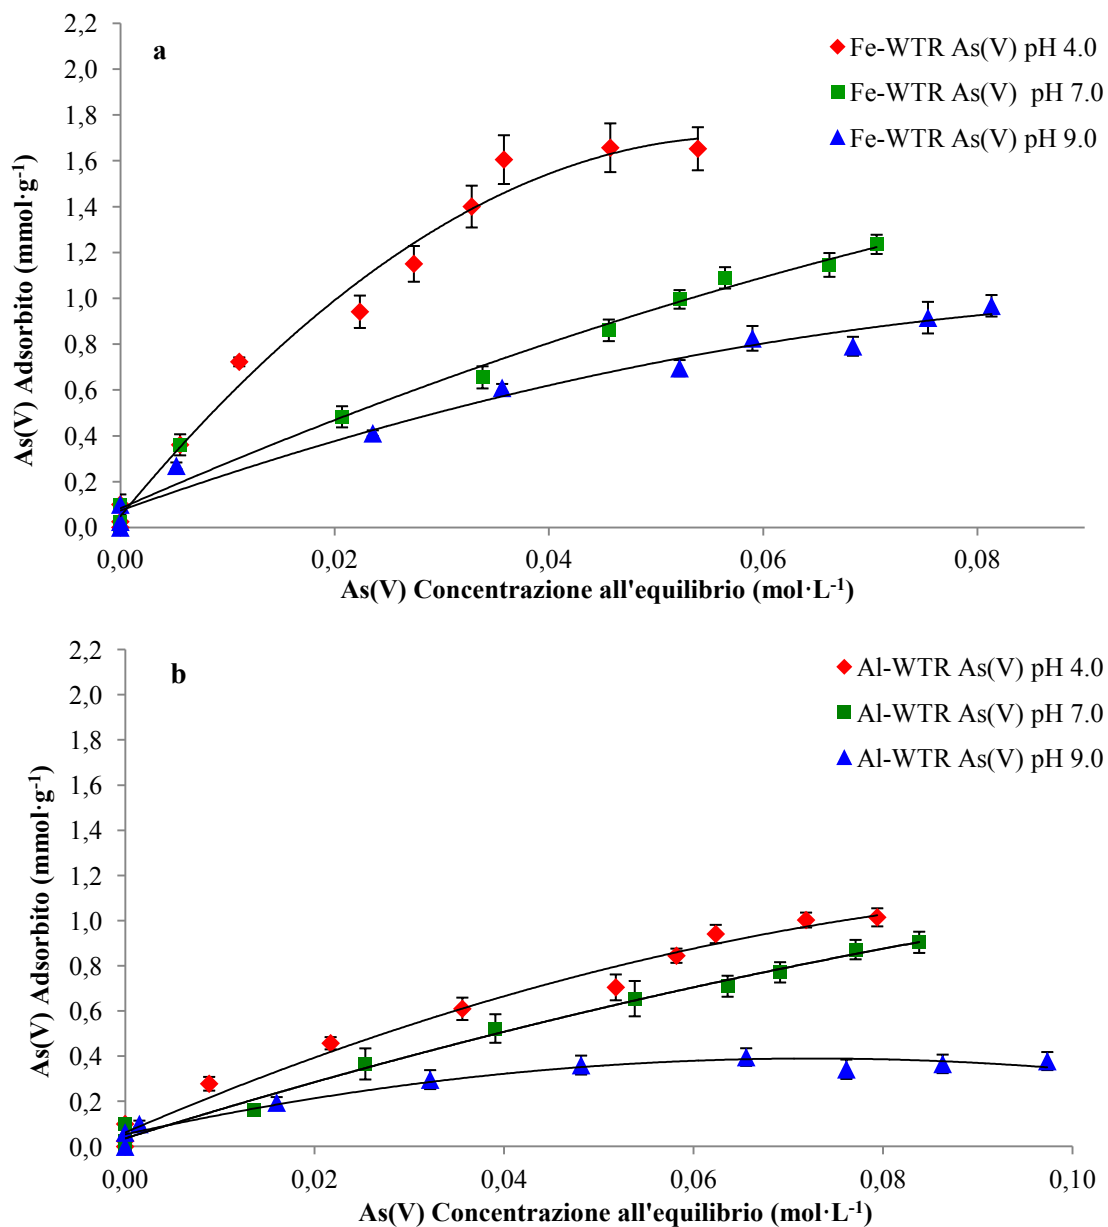 a
Fe-WTR As(V) pH 4.0
Fe-WTR As(V)  pH 7.0
Fe-WTR As(V) pH 9.0
As(V) Adsorbito (mmol·g⁻¹)
2,2
2,0
1,8
1,6
1,4
1,2
1,0
0,8
0,6
0,4
0,2
0,0
0,00 0,02 0,04 0,06 0,08
As(V) Concentrazione all'equilibrio (mol·L⁻¹)
b
Al-WTR As(V) pH 4.0
Al-WTR As(V) pH 7.0
Al-WTR As(V) pH 9.0
As(V) Adsorbito (mmol·g⁻¹)
2,2
2,0
1,8
1,6
1,4
1,2
1,0
0,8
0,6
0,4
0,2
0,0
0,00 0,02 0,04 0,06 0,08 0,10
As(V) Concentrazione all'equilibrio (mol·L⁻¹)